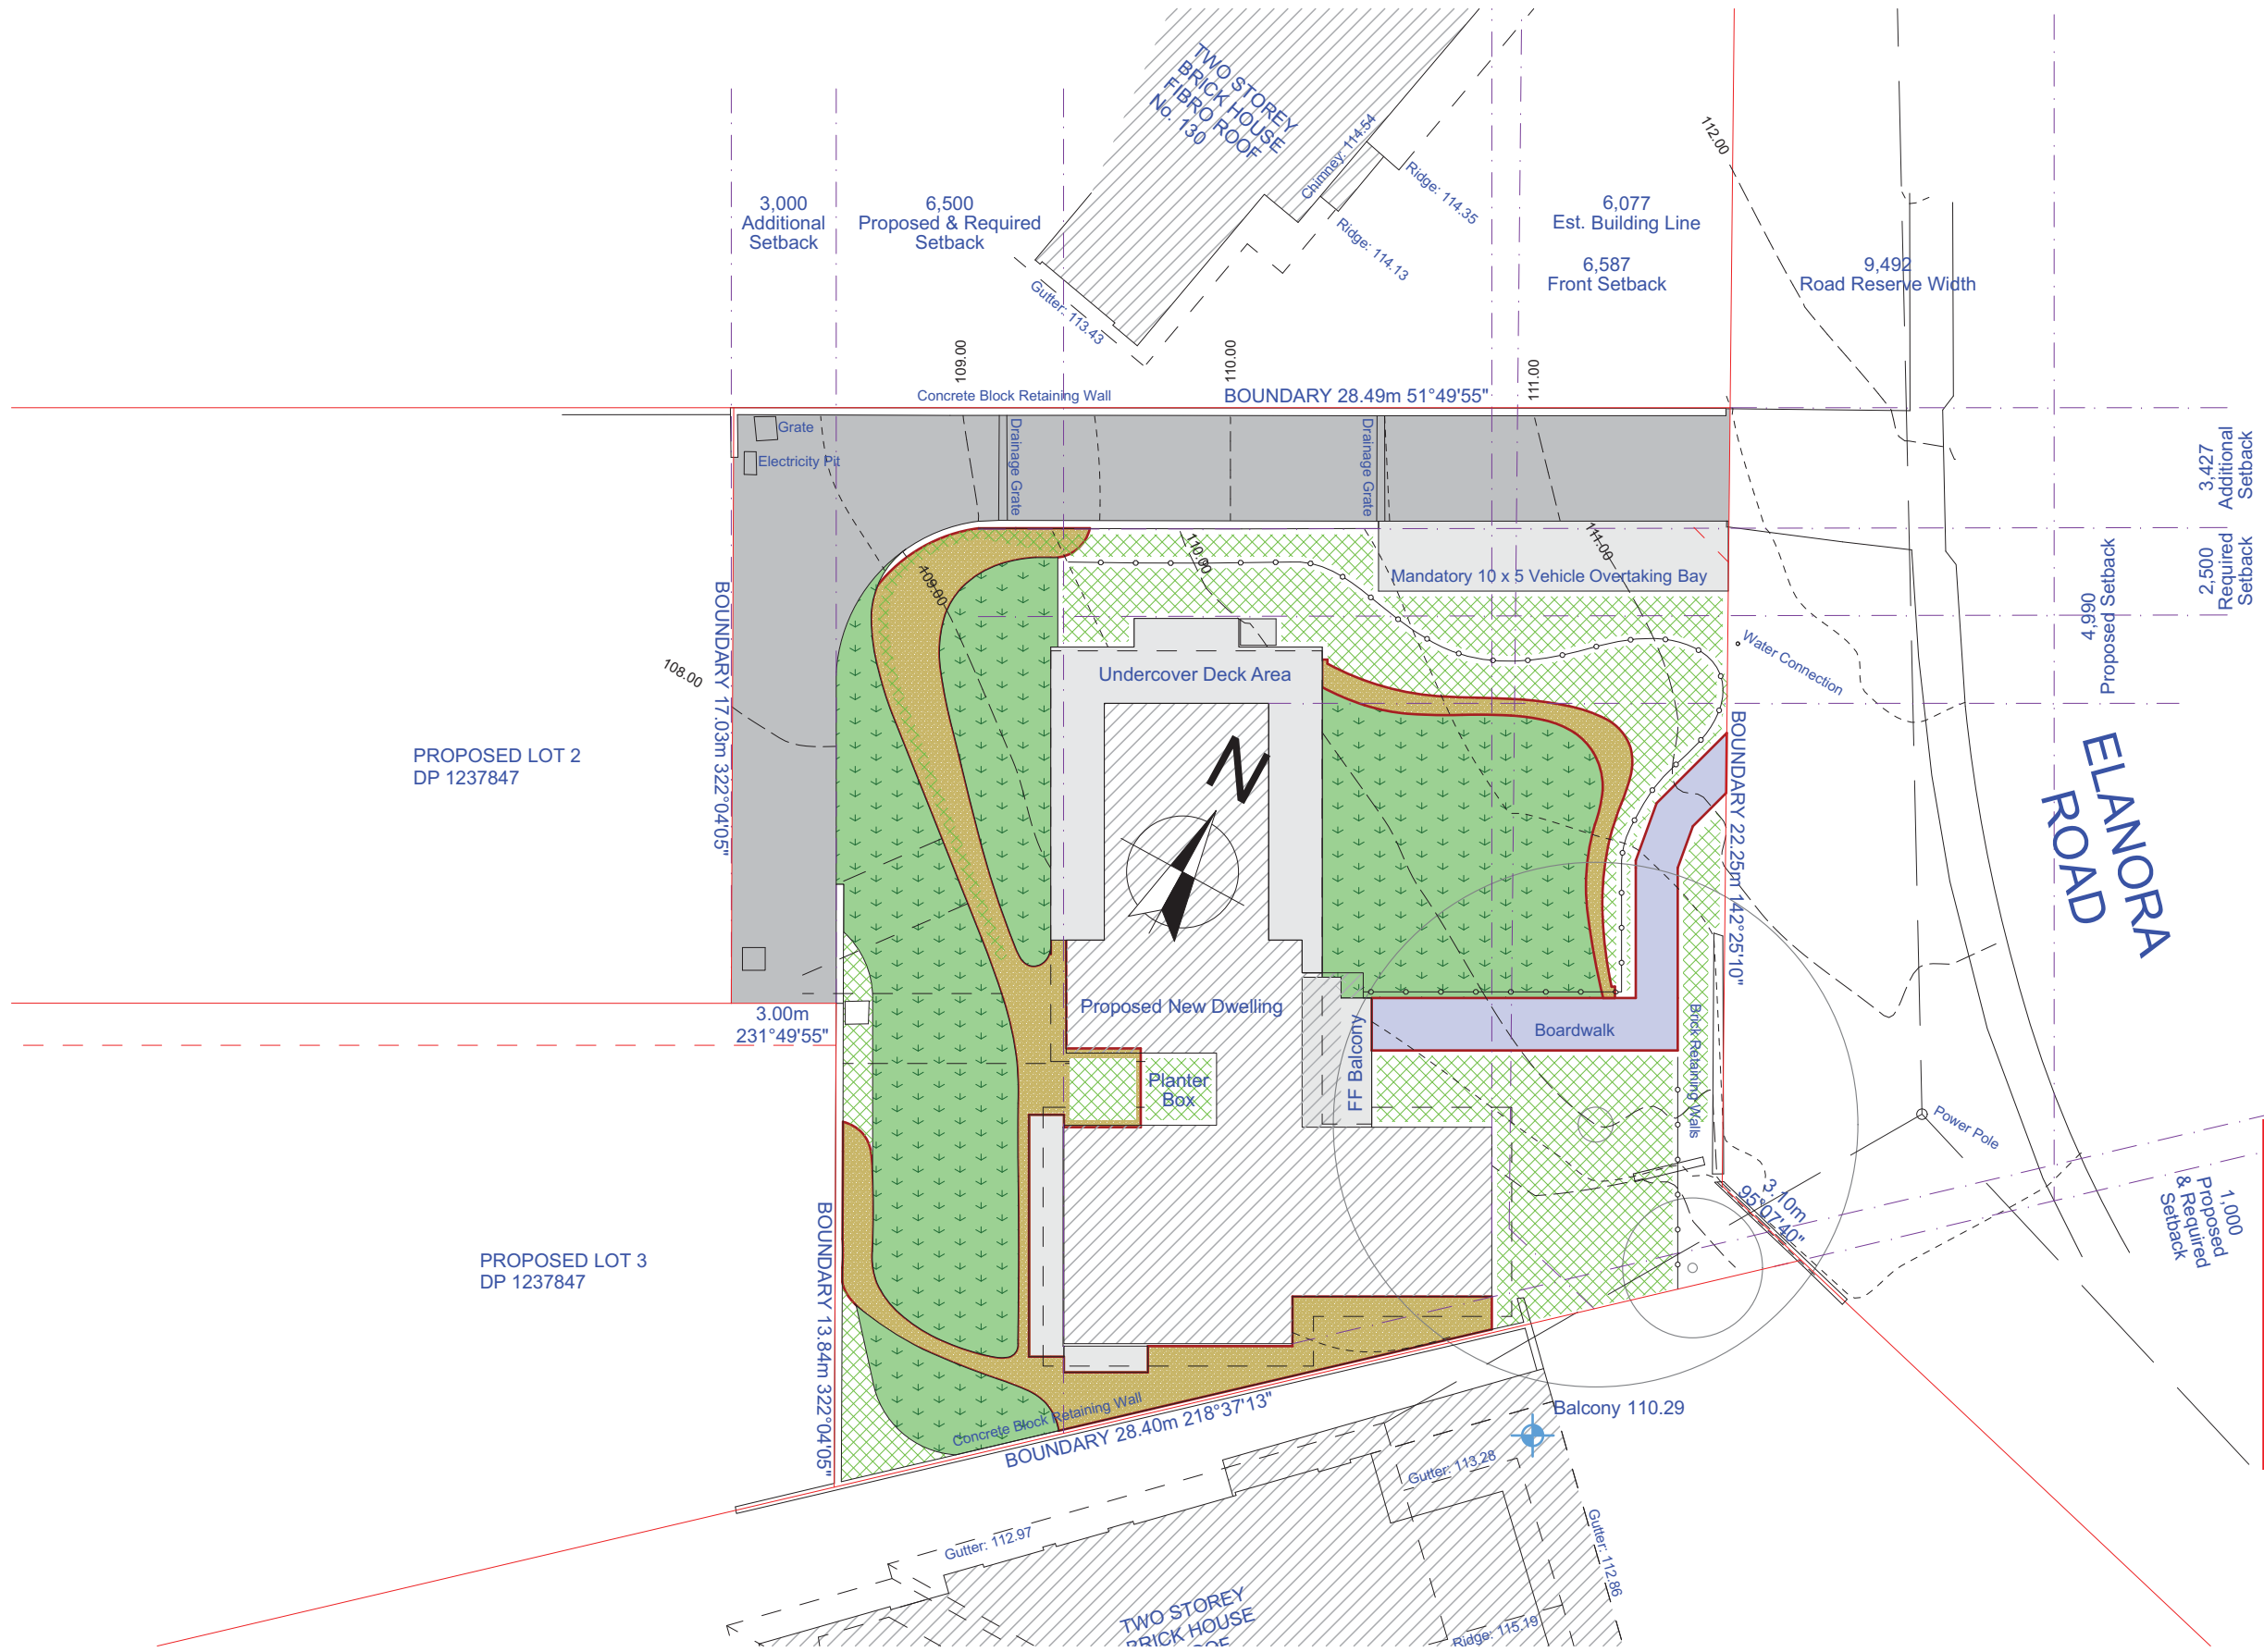 TWO STOREY
BRICK HOUSE
FIBRO ROOF
No. 130
Chimney: 114.54
Ridge: 114.35
Ridge: 114.13
Gutter: 113.43
112.00
3,000
Additional
Setback
6,500
Proposed & Required
Setback
6,077
Est. Building Line
6,587
Front Setback
9,492
Road Reserve Width
109.00
110.00
111.00
Concrete Block Retaining Wall
BOUNDARY 28.49m 51°49'55"
Grate
Electricity Pit
Drainage Grate
Drainage Grate
3,427
Additional
Setback
2,500
Required
Setback
4,990
Proposed Setback
109.00
110.00
111.00
Mandatory 10 x 5 Vehicle Overtaking Bay
Water Connection
108.00
BOUNDARY 17.03m 322°04'05"
Undercover Deck Area
N
BOUNDARY 22.25m 142°25'10"
ELANORA
ROAD
PROPOSED LOT 2
DP 1237847
3.00m
231°49'55"
Proposed New Dwelling
FF Balcony
Boardwalk
Brick Retaining Walls
Planter
Box
Power Pole
3.10m
95°07'40"
1,000
Proposed
& Required
Setback
PROPOSED LOT 3
DP 1237847
BOUNDARY 13.84m 322°04'05"
Concrete Block Retaining Wall
BOUNDARY 28.40m 218°37'13"
Balcony 110.29
Gutter: 113.28
Gutter: 112.97
Gutter: 112.86
TWO STOREY
BRICK HOUSE
Ridge: 115.19